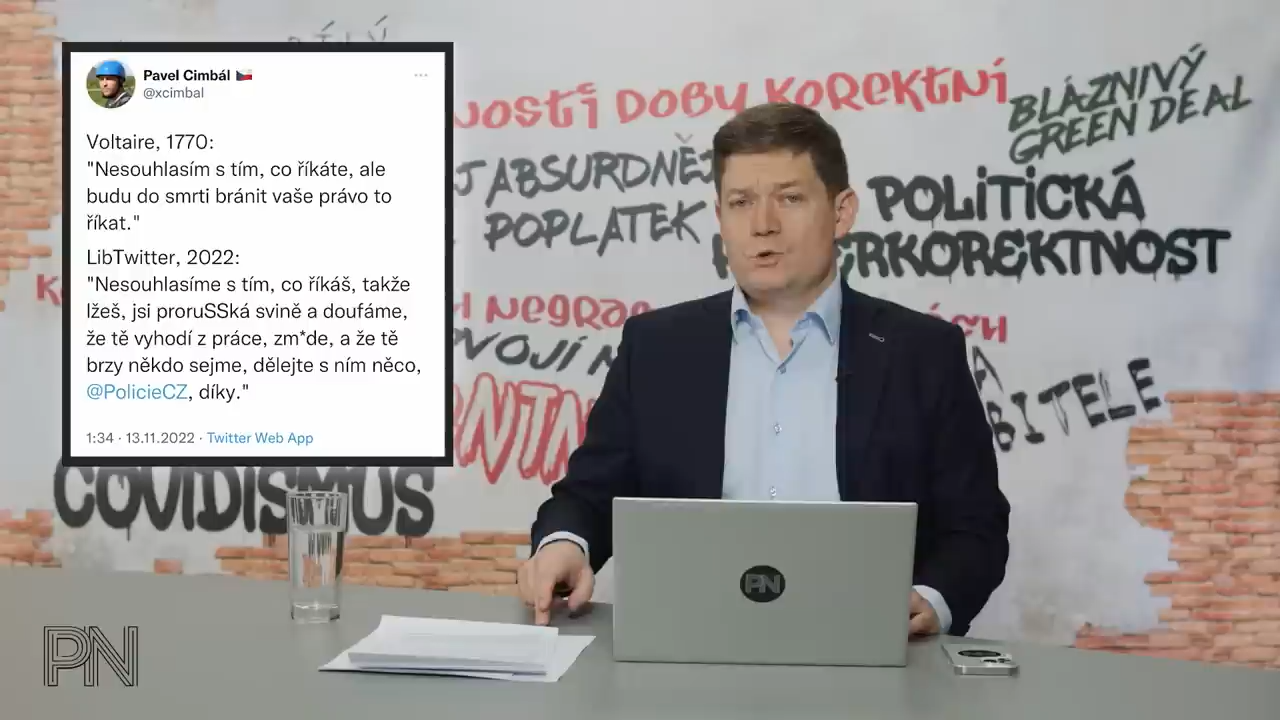 Pavel Cimbál
@xcimbal
Voltaire, 1770:
"Nesouhlasím s tím, co říkáte, ale
budu do smrti bránit vaše právo to
říkat."
LibTwitter, 2022:
"Nesouhlasíme s tím, co říkáš, takže
lžeš, jsi proruSSká svině a doufáme,
že tě vyhodí z práce, zm*de, a že tě
brzy někdo sejme, dělejte s ním něco,
@PolicieCZ, díky."
1:34 · 13.11.2022 · Twitter Web App
DOBY KOREKTNÍ
BLÁZNIVÝ
GREEN DEAL
ABSURDNĚJ
POPLATEK
POLITICKÁ
ERKOREKTNOST
COVIDISMUS
PN
PN